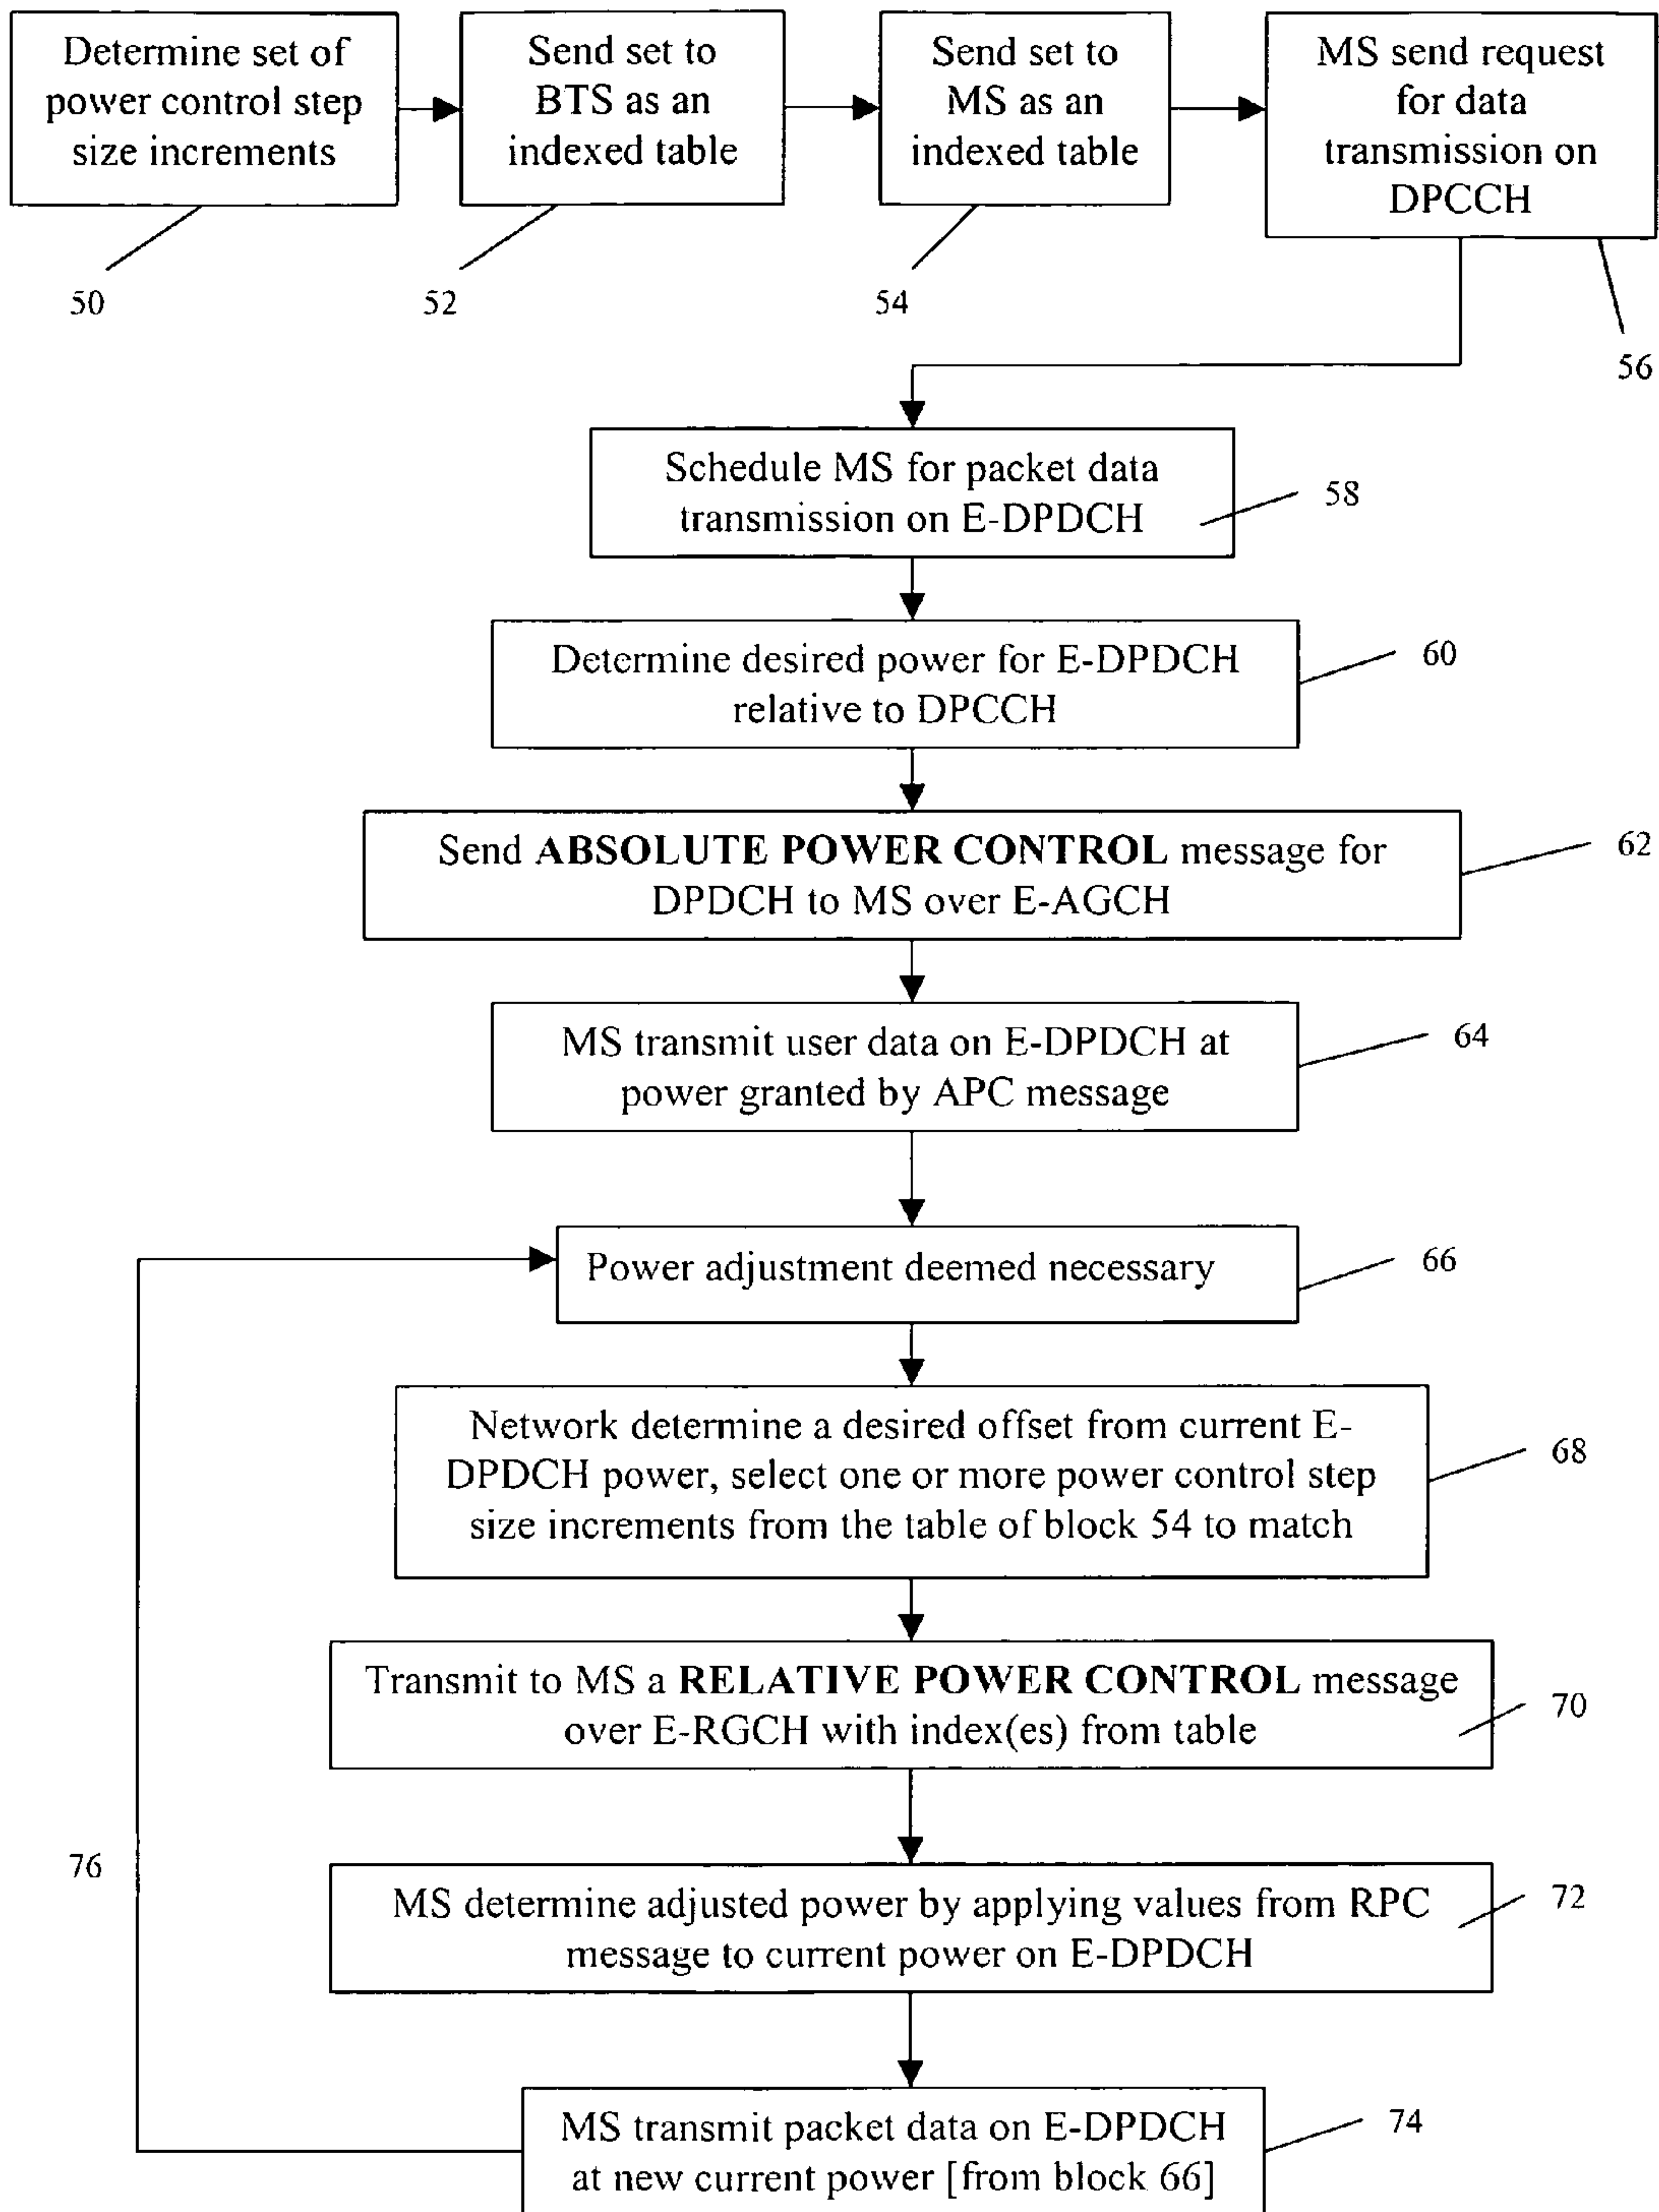 Determine set of
power control step
size increments
Send set to
BTS as an
indexed table
Send set to
MS as an
indexed table
MS send request
for data
transmission on
DPCCH
50
52
54
56
Schedule MS for packet data
transmission on E-DPDCH
58
Determine desired power for E-DPDCH
relative to DPCCH
60
Send ABSOLUTE POWER CONTROL message for
DPDCH to MS over E-AGCH
62
MS transmit user data on E-DPDCH at
power granted by APC message
64
Power adjustment deemed necessary
66
Network determine a desired offset from current E-
DPDCH power, select one or more power control step
size increments from the table of block 54 to match
68
Transmit to MS a RELATIVE POWER CONTROL message
over E-RGCH with index(es) from table
70
76
MS determine adjusted power by applying values from RPC
message to current power on E-DPDCH
72
MS transmit packet data on E-DPDCH
at new current power [from block 66]
74